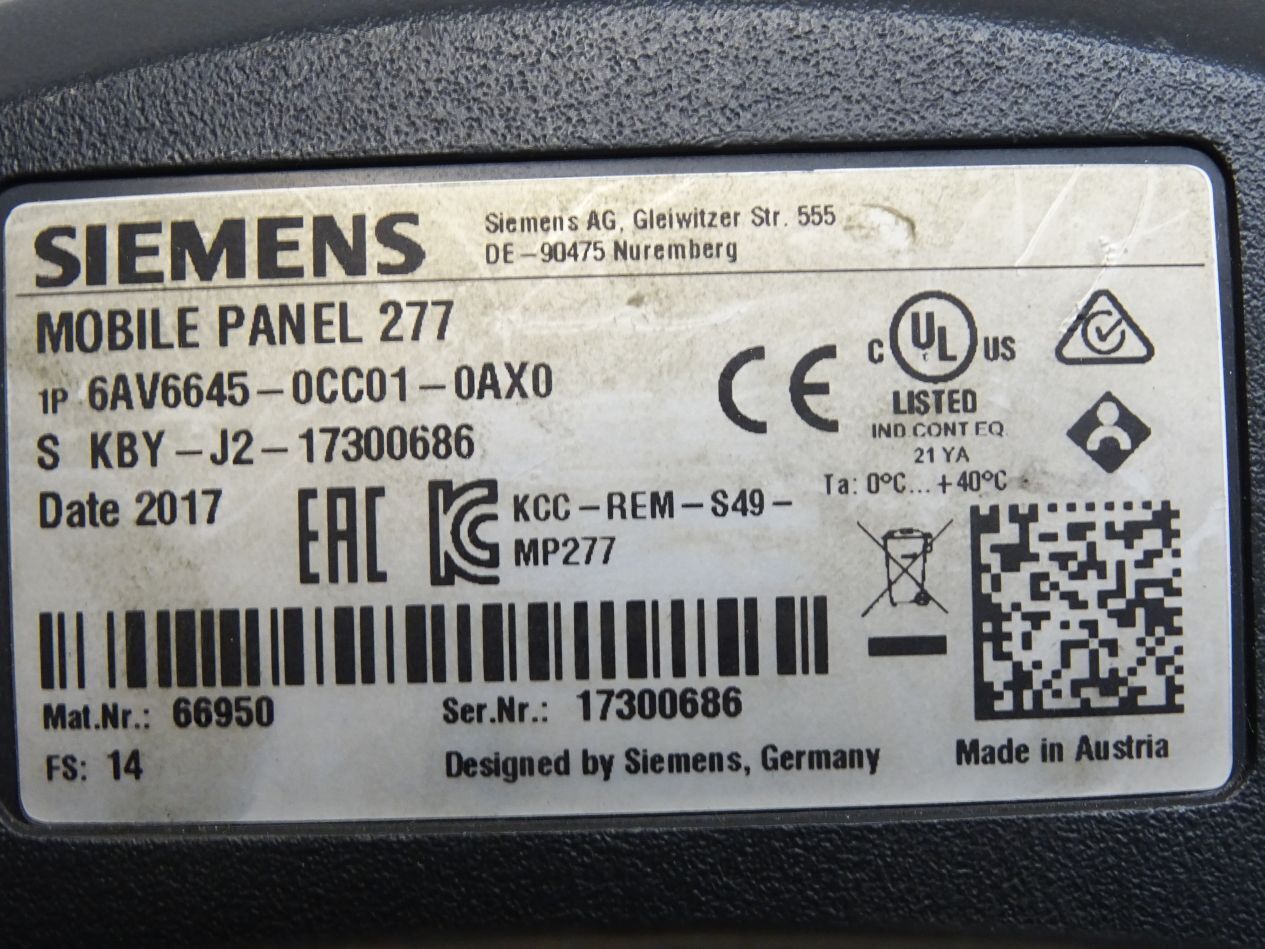 SIEMENS
Siemens AG, Gleiwitzer Str. 555
DE-90475 Nuremberg
MOBILE PANEL 277
1P 6AV6645-0CC01-0AX0
S KBY-J2-17300686
Date 2017
EAC
KC
KCC-REM-S49-
MP277
CE
C UL US
C
LISTED
IND.CONT.EQ.
21 YA
Ta: 0°C...+40°C
Mat.Nr.: 66950
Ser.Nr.: 17300686
FS: 14
Designed by Siemens, Germany
Made in Austria